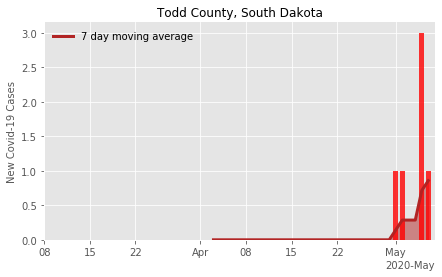 Todd County, South Dakota
7 day moving average
New Covid-19 Cases
3.0
2.5
2.0
1.5
1.0
0.5
0.0
08 15 22 Apr 08 15 22 May
2020-May